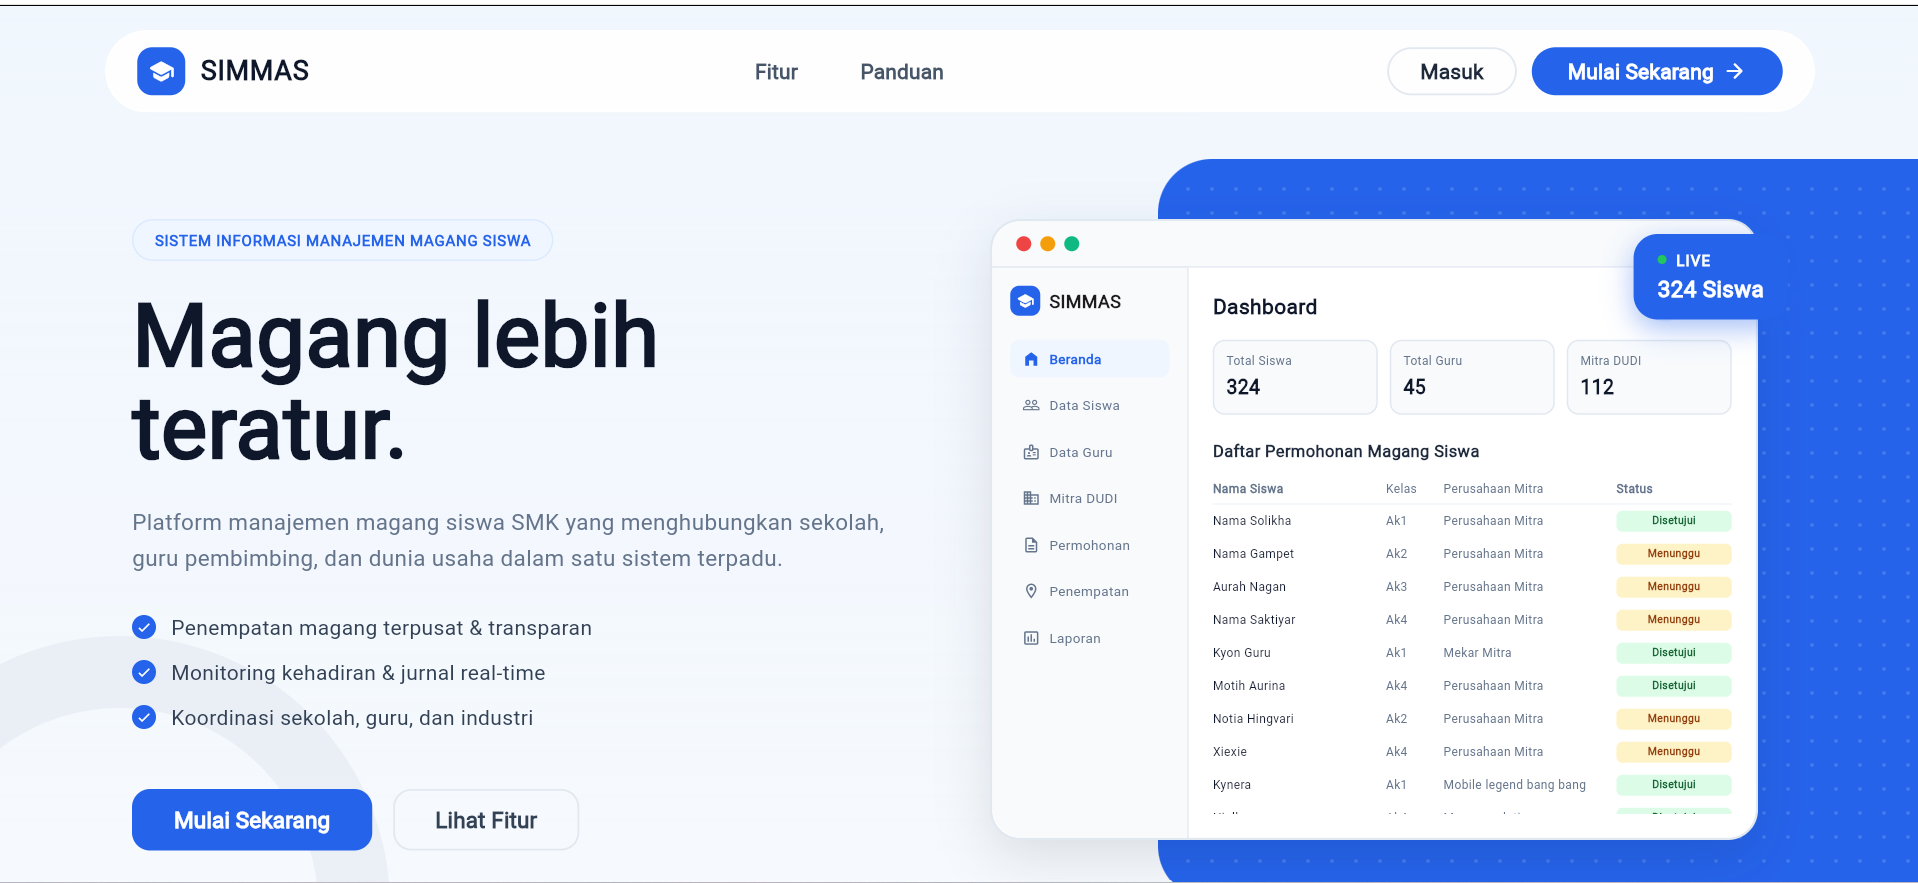 SIMMAS
Fitur
Panduan
Masuk
Mulai Sekarang
SISTEM INFORMASI MANAJEMEN MAGANG SISWA
Magang lebih
teratur.
Platform manajemen magang siswa SMK yang menghubungkan sekolah,
guru pembimbing, dan dunia usaha dalam satu sistem terpadu.
Penempatan magang terpusat & transparan
Monitoring kehadiran & jurnal real-time
Koordinasi sekolah, guru, dan industri
Mulai Sekarang
Lihat Fitur
LIVE
324 Siswa
SIMMAS
Beranda
Data Siswa
Data Guru
Mitra DUDI
Permohonan
Penempatan
Laporan
Dashboard
Total Siswa
324
Total Guru
45
Mitra DUDI
112
Daftar Permohonan Magang Siswa
Nama Siswa Kelas Perusahaan Mitra Status
Nama Solikha Ak1 Perusahaan Mitra Disetujui
Nama Gampet Ak2 Perusahaan Mitra Menunggu
Aurah Nagan Ak3 Perusahaan Mitra Menunggu
Nama Saktiyar Ak4 Perusahaan Mitra Menunggu
Kyon Guru Ak1 Mekar Mitra Disetujui
Motih Aurina Ak4 Perusahaan Mitra Disetujui
Notia Hingvari Ak2 Perusahaan Mitra Menunggu
Xiexie Ak4 Perusahaan Mitra Menunggu
Kynera Ak1 Mobile legend bang bang Disetujui